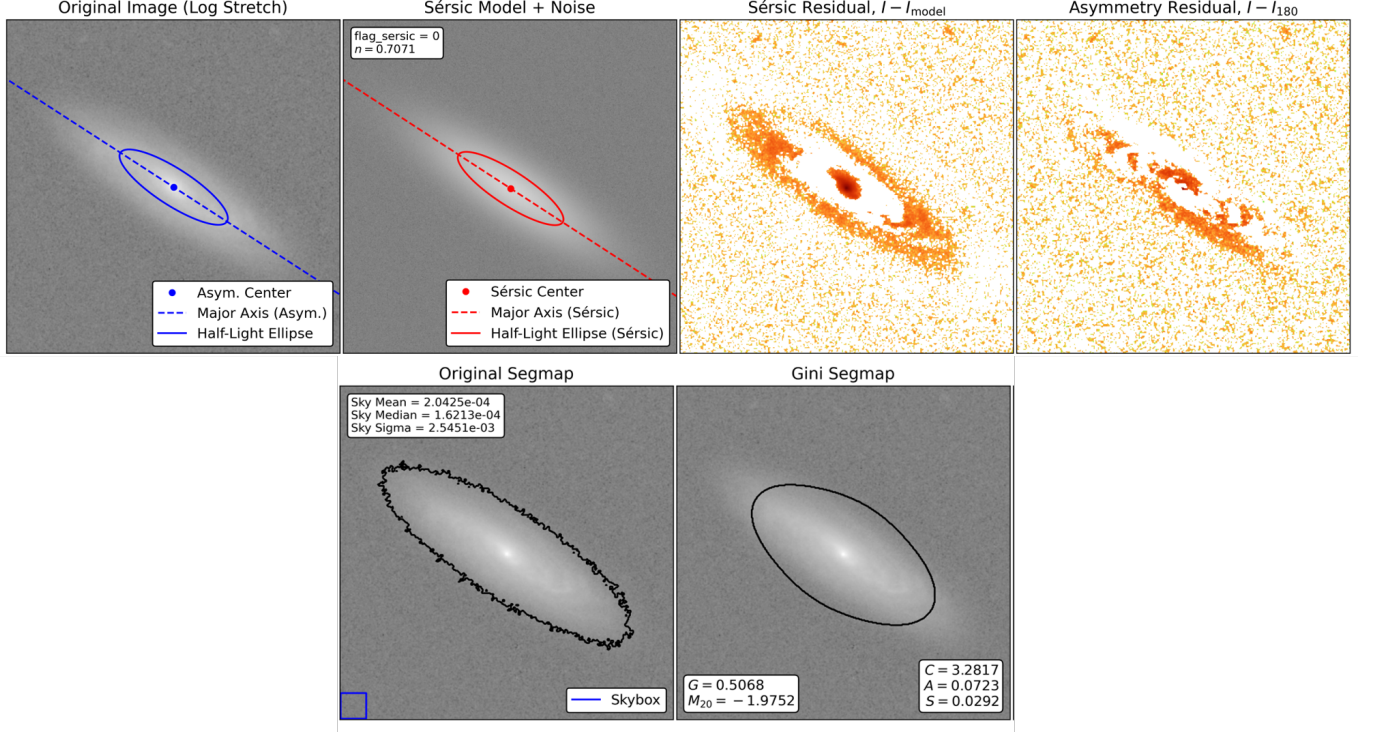 Original Image (Log Stretch)
Sérsic Model + Noise
Sérsic Residual, I − I_model
Asymmetry Residual, I − I_180
flag_sersic = 0
n = 0.7071
Asym. Center
Major Axis (Asym.)
Half-Light Ellipse
Sérsic Center
Major Axis (Sérsic)
Half-Light Ellipse (Sérsic)
Original Segmap
Gini Segmap
Sky Mean = 2.0425e-04
Sky Median = 1.6213e-04
Sky Sigma = 2.5451e-03
Skybox
G = 0.5068
M_20 = −1.9752
C = 3.2817
A = 0.0723
S = 0.0292